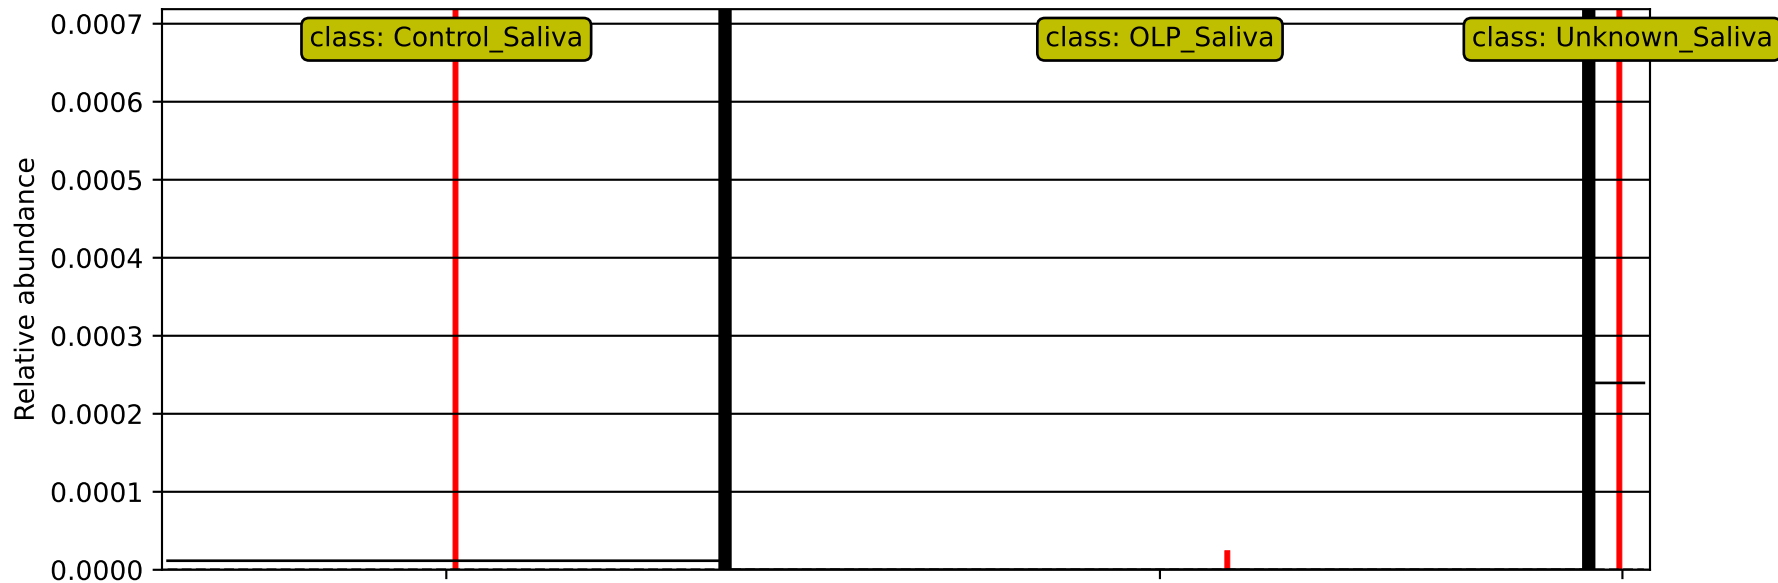 class: Control_Saliva
class: OLP_Saliva
class: Unknown_Saliva
Relative abundance
0.0007
0.0006
0.0005
0.0004
0.0003
0.0002
0.0001
0.0000